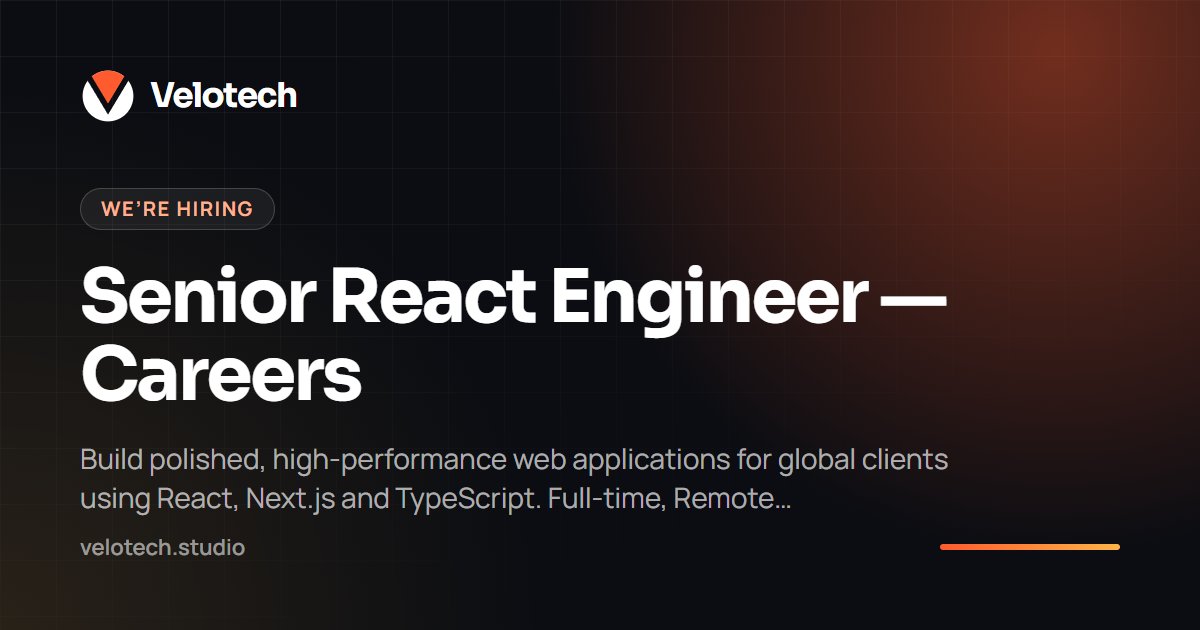 Velotech
WE’RE HIRING
Senior React Engineer —
Careers
Build polished, high-performance web applications for global clients
using React, Next.js and TypeScript. Full-time, Remote…
velotech.studio